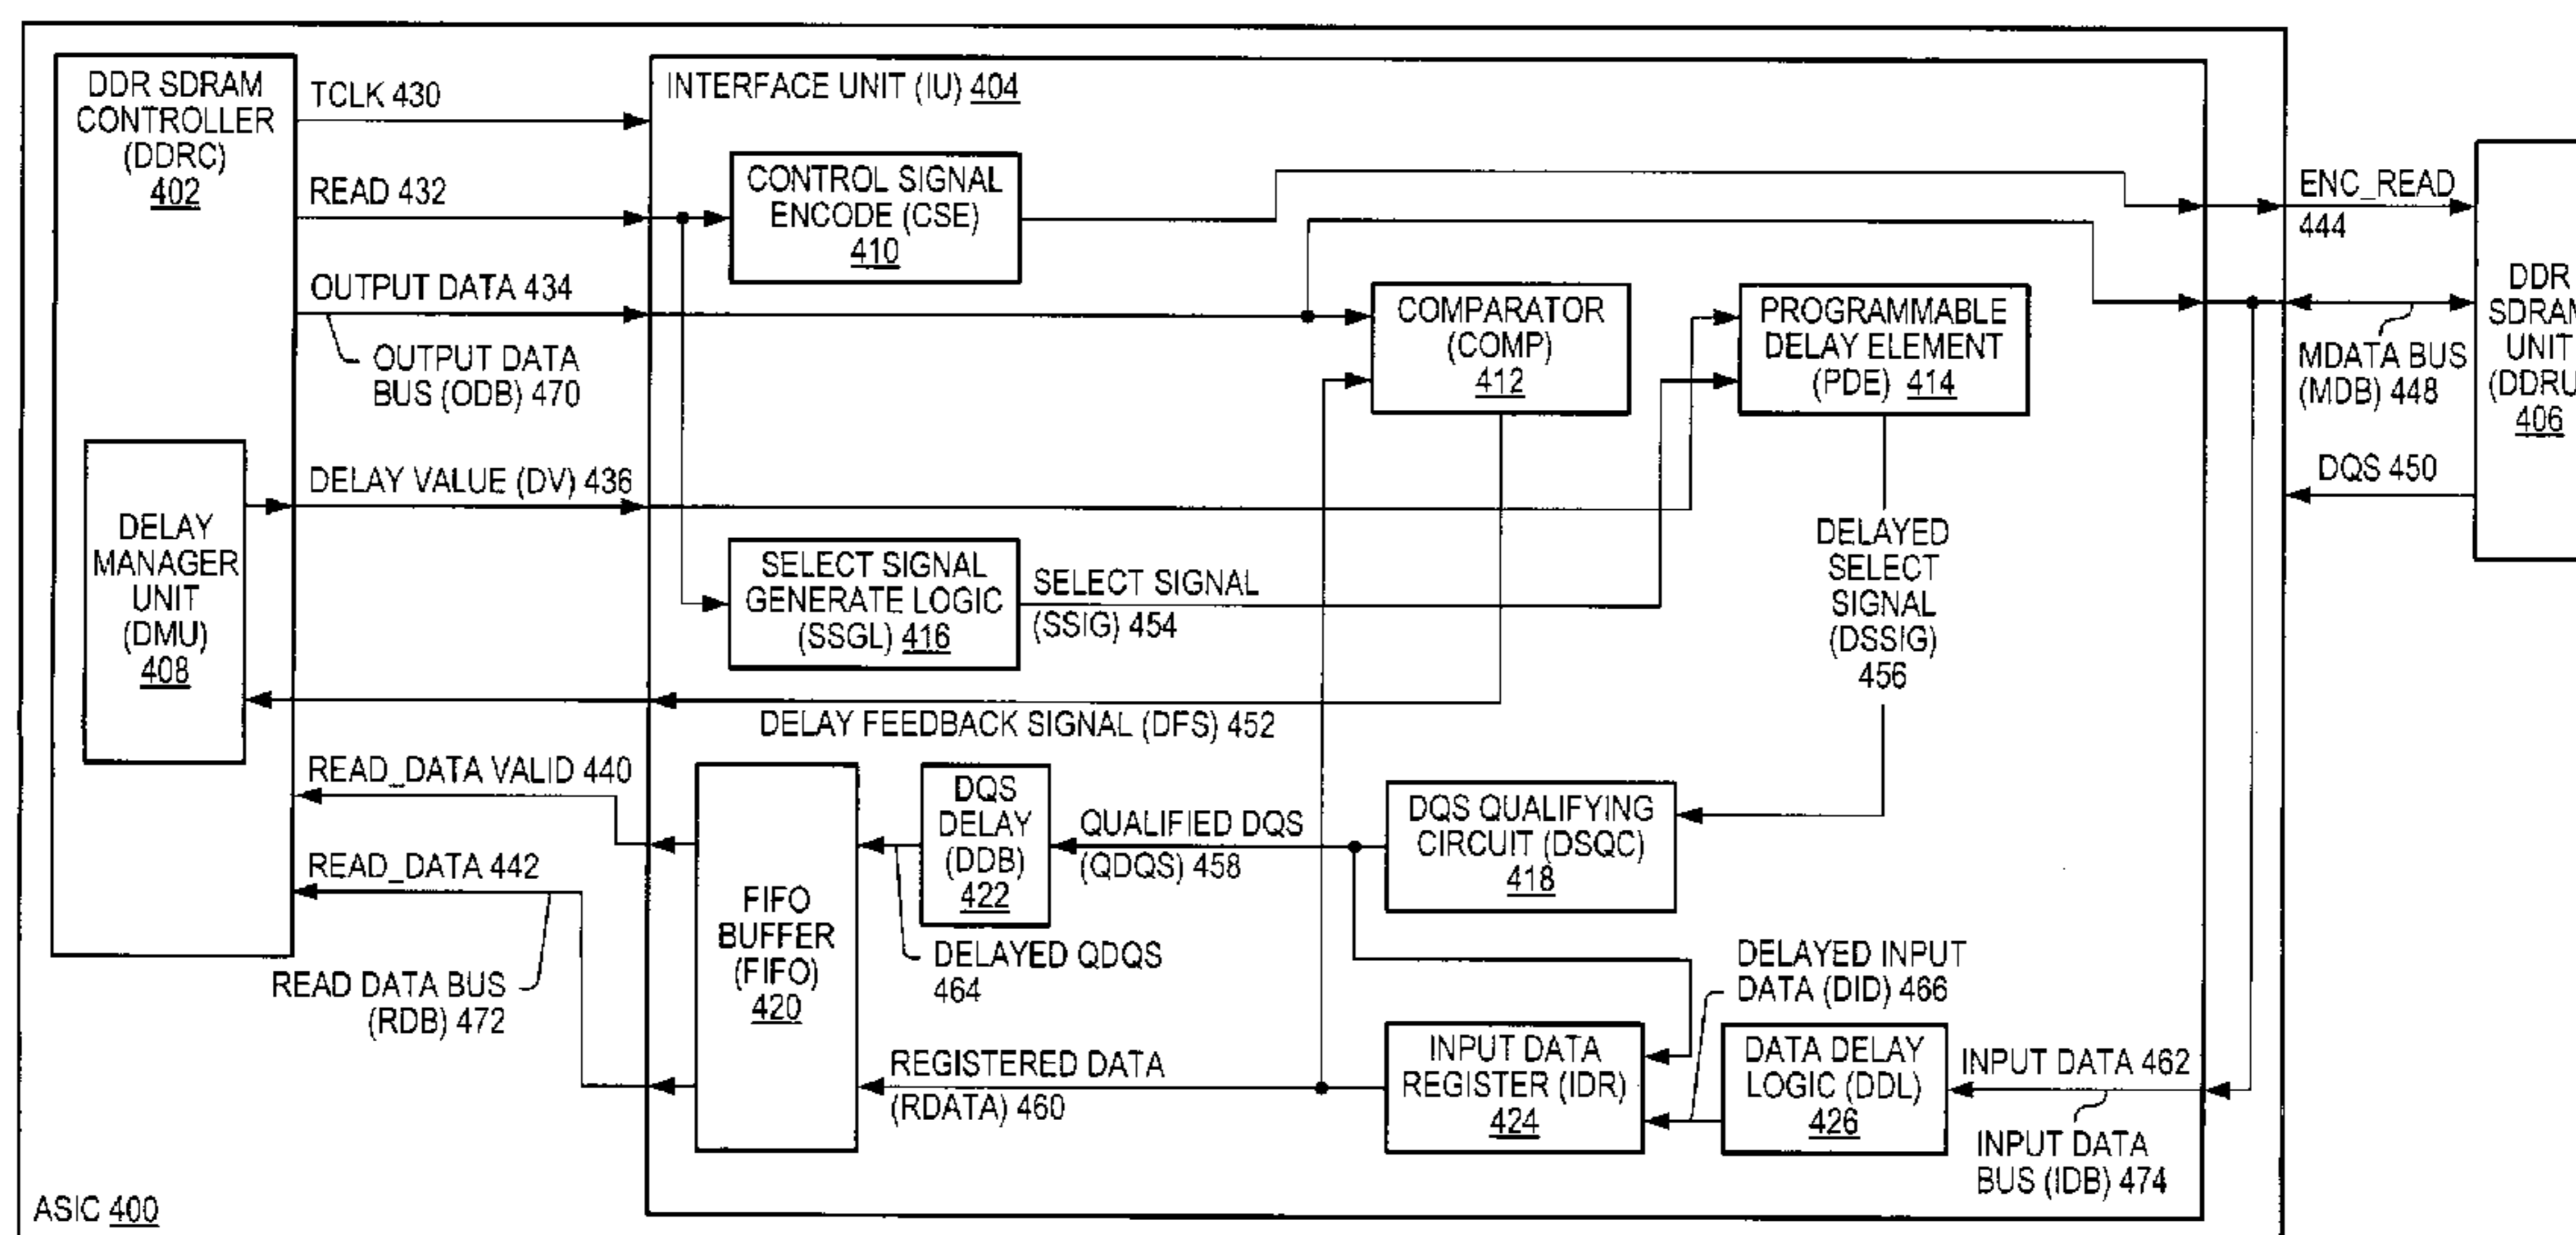 DDR SDRAM
CONTROLLER
(DDRC)
402
TCLK 430
READ 432
OUTPUT DATA 434
OUTPUT DATA
BUS (ODB) 470
DELAY VALUE (DV) 436
DELAY
MANAGER
UNIT
(DMU)
408
READ_DATA VALID 440
READ_DATA 442
READ DATA BUS
(RDB) 472
INTERFACE UNIT (IU) 404
CONTROL SIGNAL
ENCODE (CSE)
410
COMPARATOR
(COMP)
412
PROGRAMMABLE
DELAY ELEMENT
(PDE) 414
SELECT SIGNAL
GENERATE LOGIC
(SSGL) 416
SELECT SIGNAL
(SSIG) 454
DELAYED
SELECT
SIGNAL
(DSSIG)
456
DELAY FEEDBACK SIGNAL (DFS) 452
FIFO
BUFFER
(FIFO)
420
DQS
DELAY
(DDB)
422
QUALIFIED DQS
(QDQS) 458
DQS QUALIFYING
CIRCUIT (DSQC)
418
DELAYED QDQS
464
DELAYED INPUT
DATA (DID) 466
REGISTERED DATA
(RDATA) 460
INPUT DATA
REGISTER (IDR)
424
DATA DELAY
LOGIC (DDL)
426
INPUT DATA 462
INPUT DATA
BUS (IDB) 474
ENC_READ
444
MDATA BUS
(MDB) 448
DQS 450
DDR
SDRAM
UNIT
(DDRU
406
ASIC 400